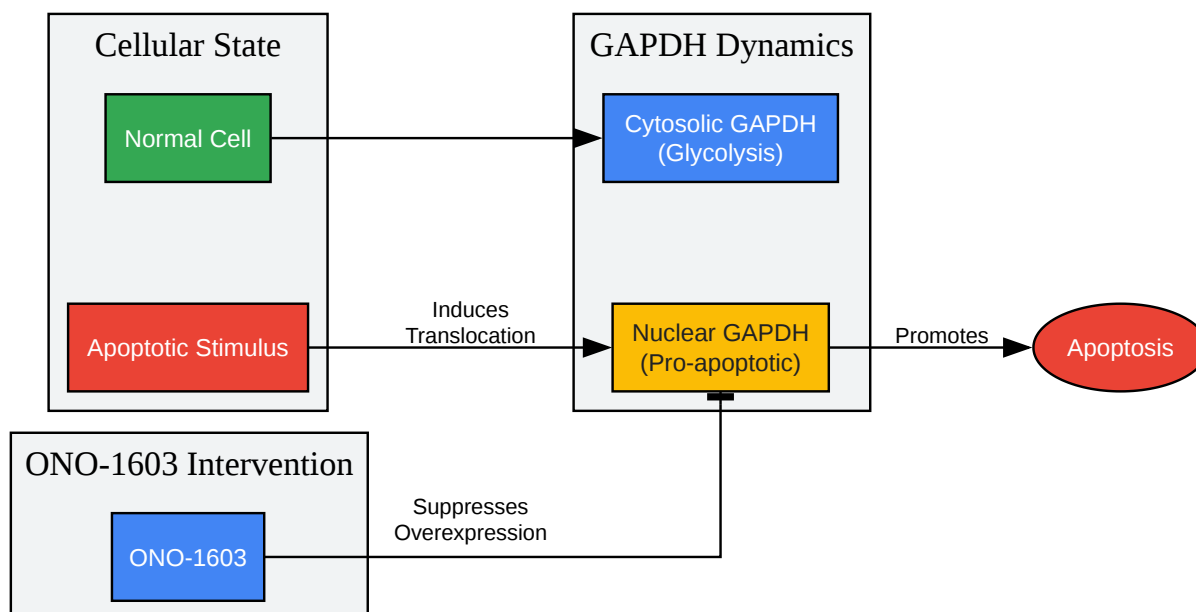 Cellular State
GAPDH Dynamics
Normal Cell
Cytosolic GAPDH
(Glycolysis)
Apoptotic Stimulus
Induces
Translocation
Nuclear GAPDH
(Pro-apoptotic)
Promotes
Apoptosis
ONO-1603 Intervention
ONO-1603
Suppresses
Overexpression